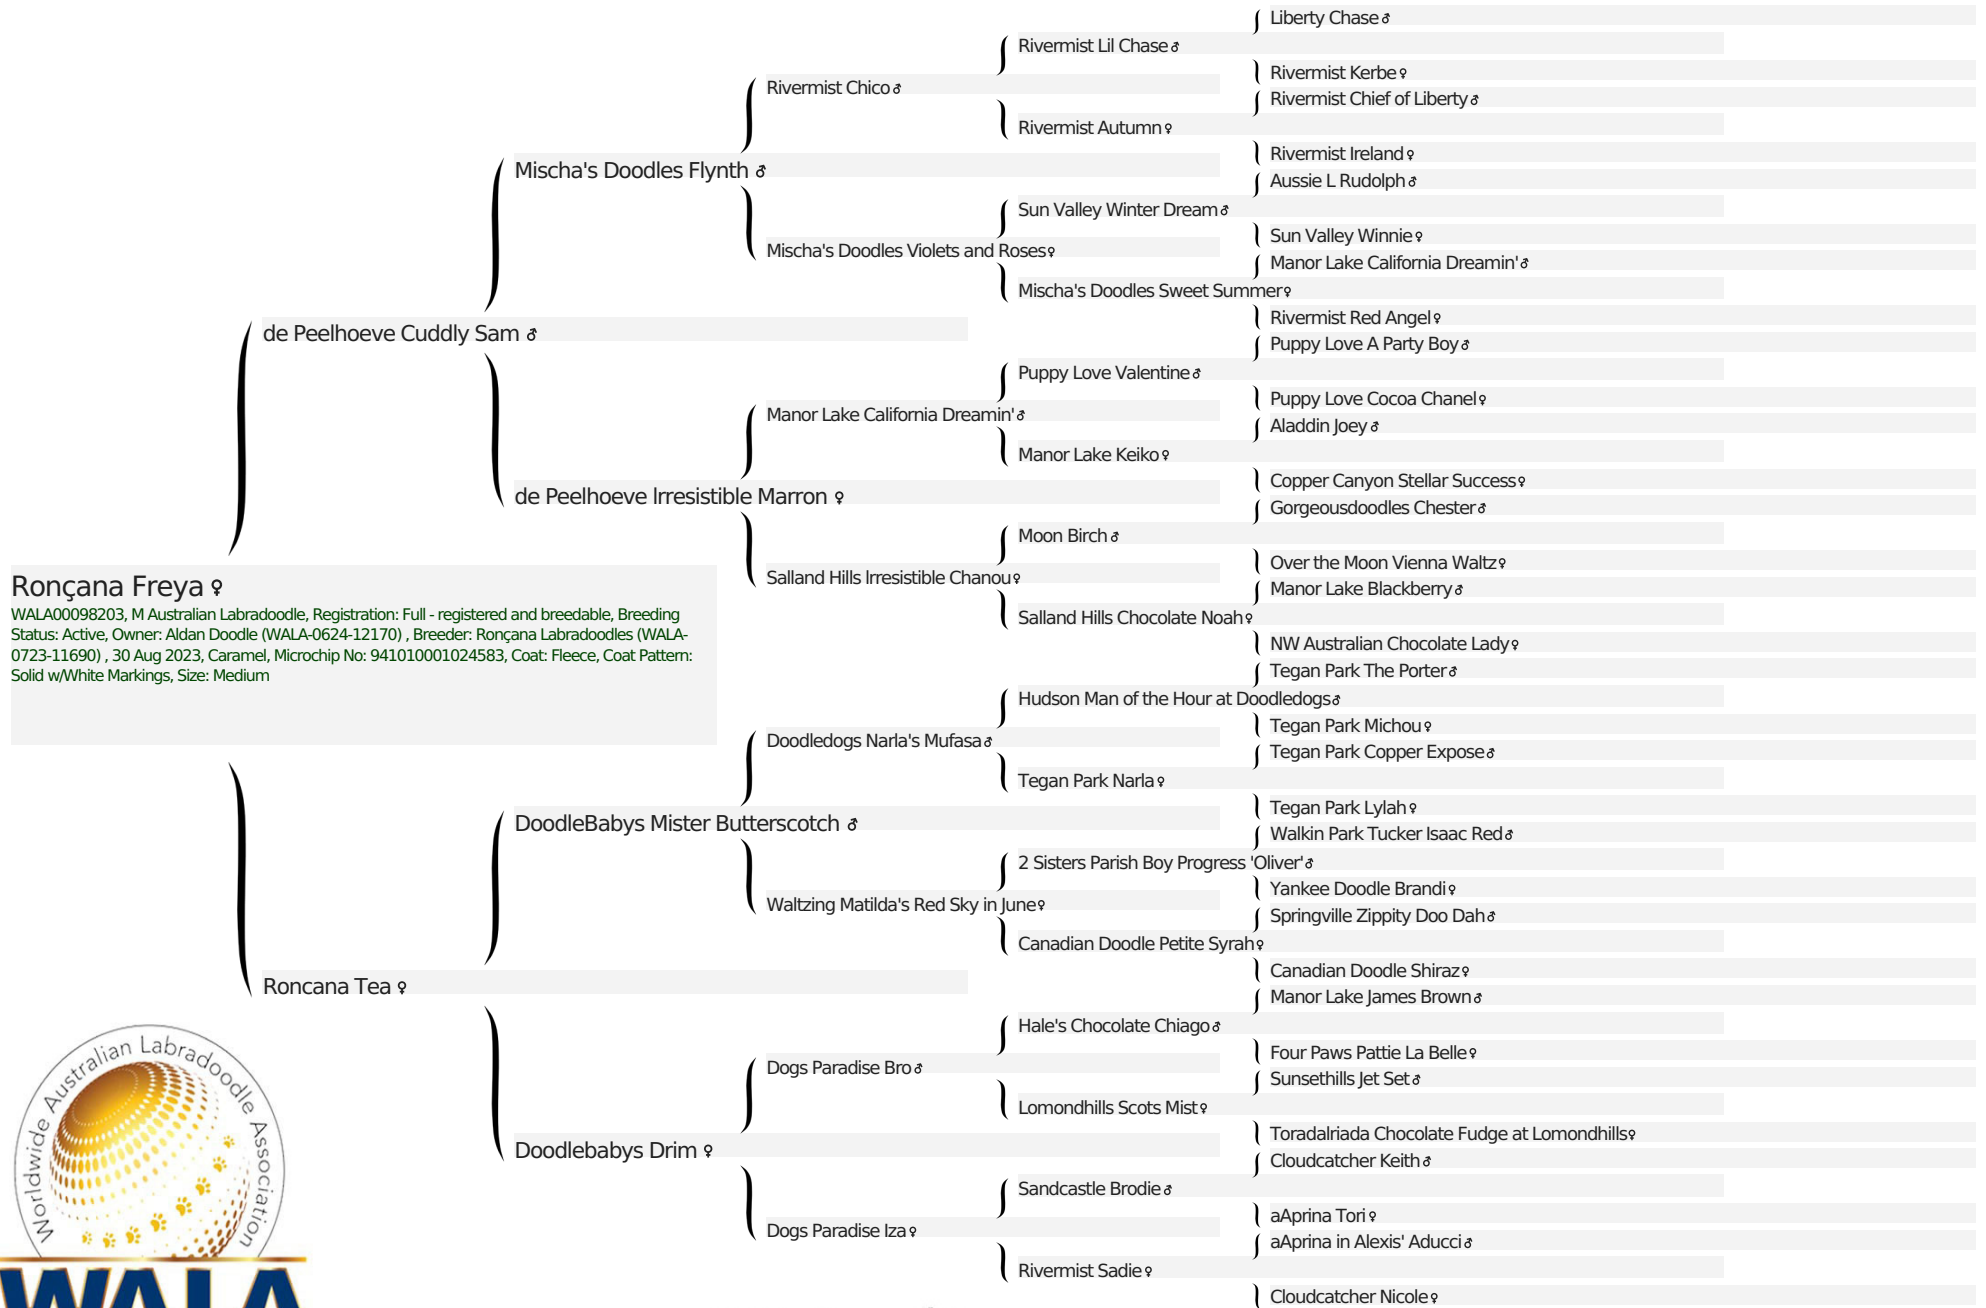 Liberty Chase♂
Rivermist Lil Chase♂
Rivermist Kerbe♀
Rivermist Chico♂
Rivermist Chief of Liberty♂
Rivermist Autumn♀
Rivermist Ireland♀
Mischa's Doodles Flynth ♂
Aussie L Rudolph♂
Sun Valley Winter Dream♂
Sun Valley Winnie♀
Mischa's Doodles Violets and Roses♀
Manor Lake California Dreamin'♂
Mischa's Doodles Sweet Summer♀
Rivermist Red Angel♀
de Peelhoeve Cuddly Sam ♂
Puppy Love A Party Boy♂
Puppy Love Valentine♂
Puppy Love Cocoa Chanel♀
Manor Lake California Dreamin'♂
Aladdin Joey♂
Manor Lake Keiko♀
Copper Canyon Stellar Success♀
de Peelhoeve Irresistible Marron ♀
Gorgeousdoodles Chester♂
Moon Birch♂
Over the Moon Vienna Waltz♀
Salland Hills Irresistible Chanou♀
Manor Lake Blackberry♂
Salland Hills Chocolate Noah♀
NW Australian Chocolate Lady♀
Ronçana Freya ♀
WALA00098203, M Australian Labradoodle, Registration: Full - registered and breedable, Breeding
Status: Active, Owner: Aldan Doodle (WALA-0624-12170) , Breeder: Ronçana Labradoodles (WALA-
0723-11690) , 30 Aug 2023, Caramel, Microchip No: 941010001024583, Coat: Fleece, Coat Pattern:
Solid w/White Markings, Size: Medium
Tegan Park The Porter♂
Hudson Man of the Hour at Doodledogs♂
Tegan Park Michou♀
Doodledogs Narla's Mufasa♂
Tegan Park Copper Expose♂
Tegan Park Narla♀
Tegan Park Lylah♀
DoodleBabys Mister Butterscotch ♂
Walkin Park Tucker Isaac Red♂
2 Sisters Parish Boy Progress 'Oliver'♂
Yankee Doodle Brandi♀
Waltzing Matilda's Red Sky in June♀
Springville Zippity Doo Dah♂
Canadian Doodle Petite Syrah♀
Canadian Doodle Shiraz♀
Roncana Tea ♀
Manor Lake James Brown♂
Hale's Chocolate Chiago♂
Four Paws Pattie La Belle♀
Dogs Paradise Bro♂
Sunsethills Jet Set♂
Lomondhills Scots Mist♀
Toradalriada Chocolate Fudge at Lomondhills♀
Doodlebabys Drim ♀
Cloudcatcher Keith♂
Sandcastle Brodie♂
aAprina Tori♀
Dogs Paradise Iza♀
aAprina in Alexis' Aducci♂
Rivermist Sadie♀
Cloudcatcher Nicole♀
Worldwide Australian Labradoodle Association
WALA